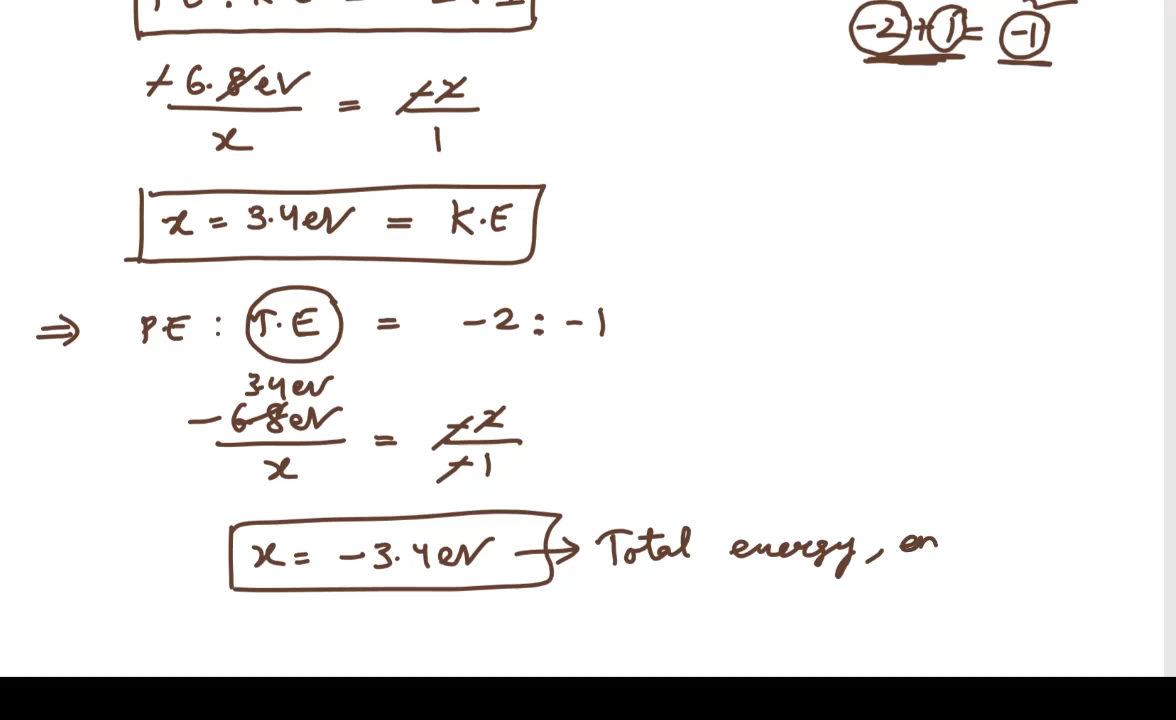 -2 + 1 = -1
-6.8eV / x = -2 / 1
x = 3.4eV = K.E
⇒ PE : T.E = -2 : -1
3.4eV
-6.8eV / x = -2 / -1
x = -3.4eV → Total energy, en